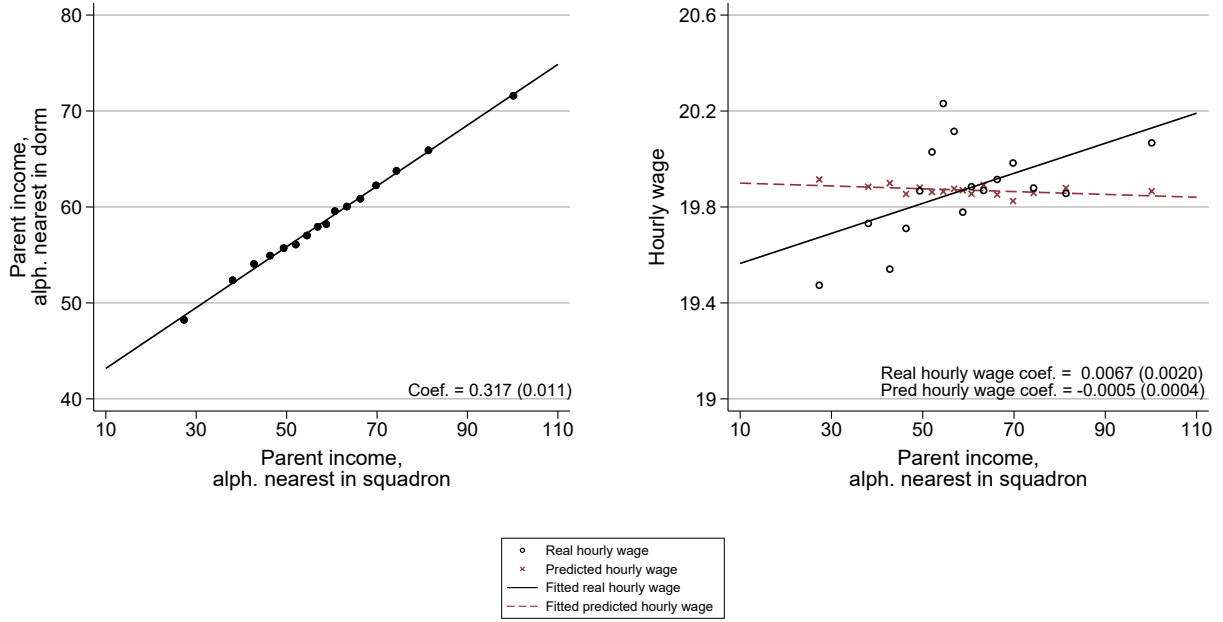 80
70
60
50
40
Parent income,
alph. nearest in dorm
Coef. = 0.317 (0.011)
10 30 50 70 90 110
Parent income,
alph. nearest in squadron
20.6
20.2
19.8
19.4
19
Hourly wage
Real hourly wage coef. = 0.0067 (0.0020)
Pred hourly wage coef. = -0.0005 (0.0004)
10 30 50 70 90 110
Parent income,
alph. nearest in squadron
Real hourly wage
Predicted hourly wage
Fitted real hourly wage
Fitted predicted hourly wage